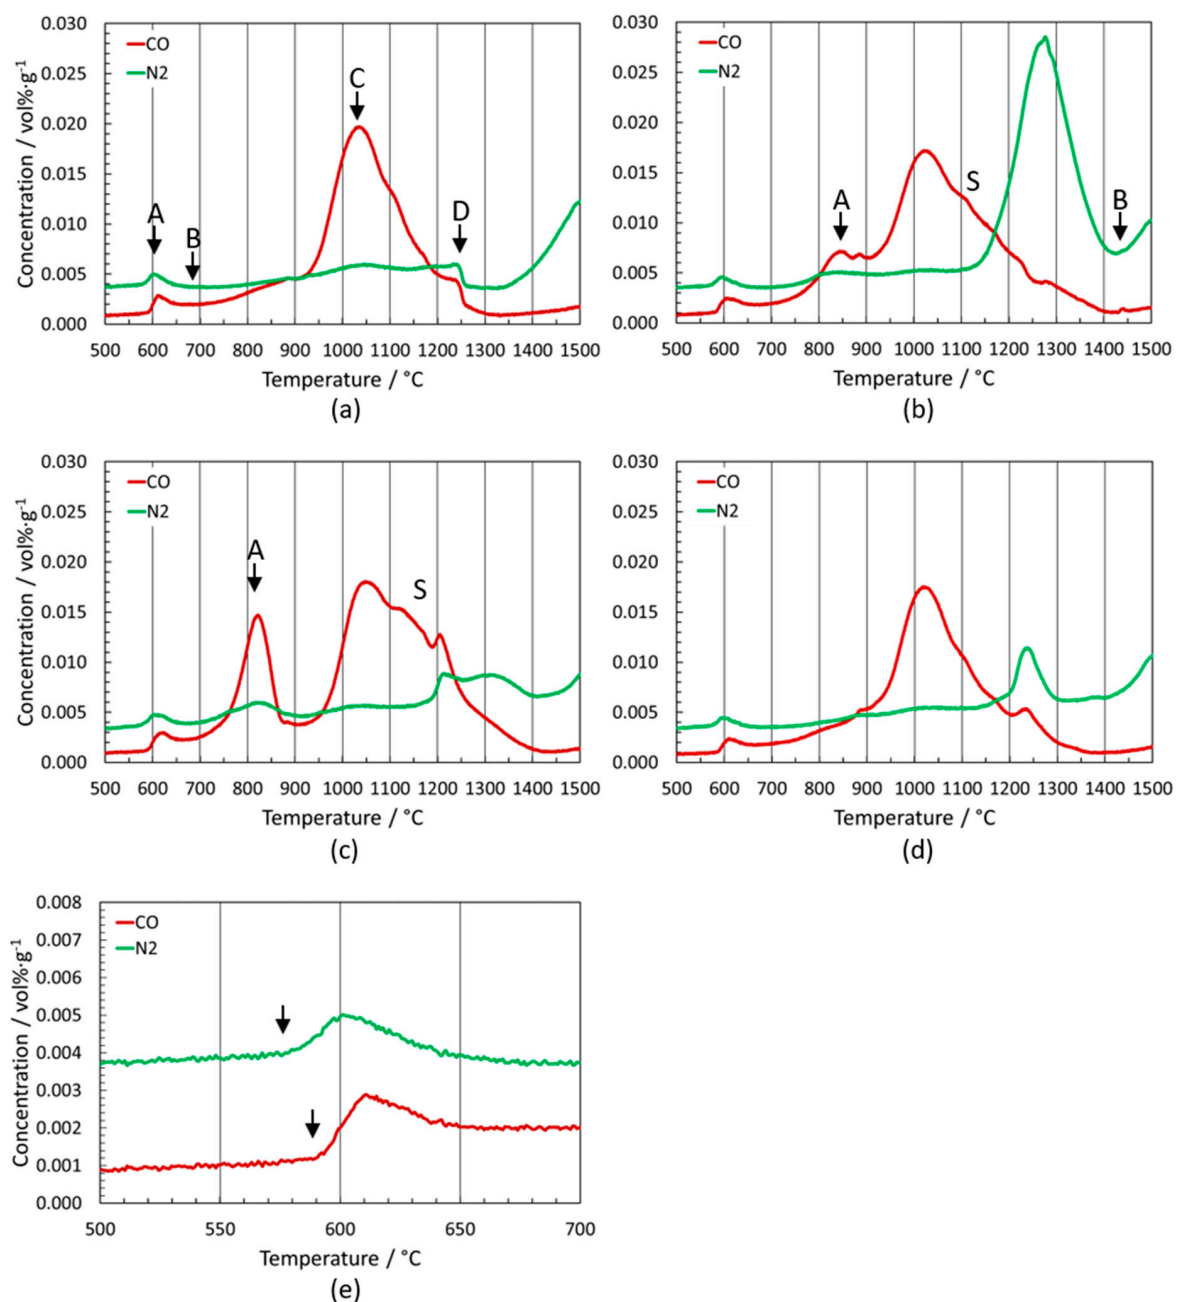 0.030
0.025
0.020
0.015
0.010
0.005
0.000
Concentration / vol%·g-1
CO
N2
A
B
C
D
500 600 700 800 900 1000 1100 1200 1300 1400 1500
Temperature / °C
(a)
0.030
0.025
0.020
0.015
0.010
0.005
0.000
CO
N2
A
S
B
500 600 700 800 900 1000 1100 1200 1300 1400 1500
Temperature / °C
(b)
0.030
0.025
0.020
0.015
0.010
0.005
0.000
Concentration / vol%·g-1
CO
N2
A
S
500 600 700 800 900 1000 1100 1200 1300 1400 1500
Temperature / °C
(c)
0.030
0.025
0.020
0.015
0.010
0.005
0.000
CO
N2
500 600 700 800 900 1000 1100 1200 1300 1400 1500
Temperature / °C
(d)
0.008
0.007
0.006
0.005
0.004
0.003
0.002
0.001
0.000
Concentration / vol%·g-1
CO
N2
500 550 600 650 700
Temperature / °C
(e)